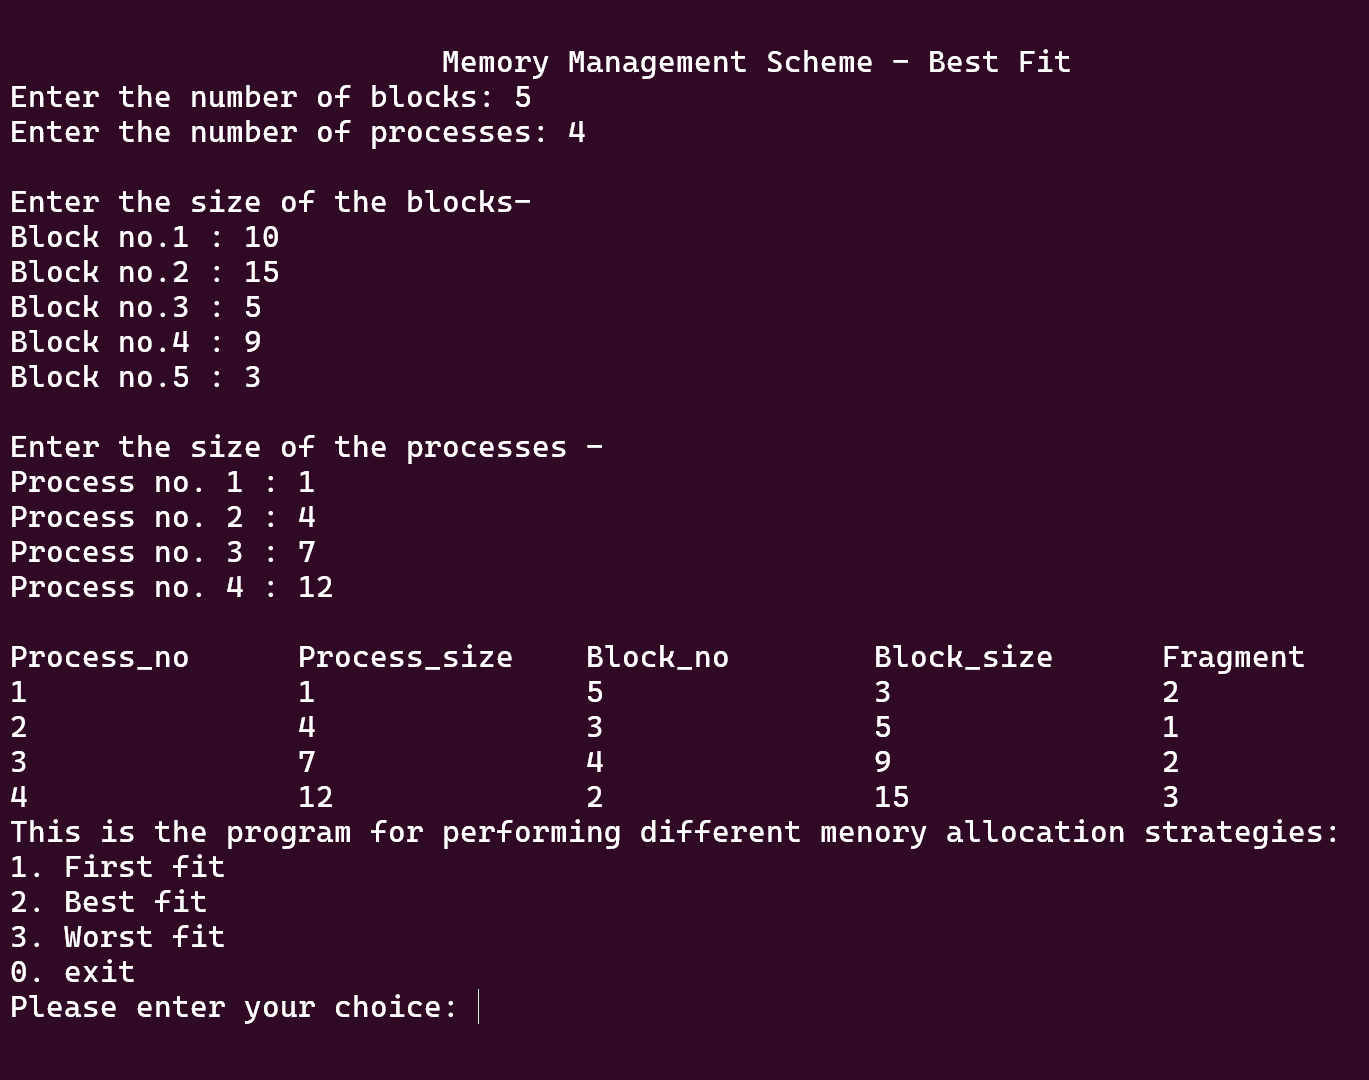 Memory Management Scheme - Best Fit
Enter the number of blocks: 5
Enter the number of processes: 4
Enter the size of the blocks-
Block no.1 : 10
Block no.2 : 15
Block no.3 : 5
Block no.4 : 9
Block no.5 : 3
Enter the size of the processes -
Process no. 1 : 1
Process no. 2 : 4
Process no. 3 : 7
Process no. 4 : 12
Process_no Process_size Block_no Block_size Fragment
1 1 5 3 2
2 4 3 5 1
3 7 4 9 2
4 12 2 15 3
This is the program for performing different menory allocation strategies:
1. First fit
2. Best fit
3. Worst fit
0. exit
Please enter your choice: